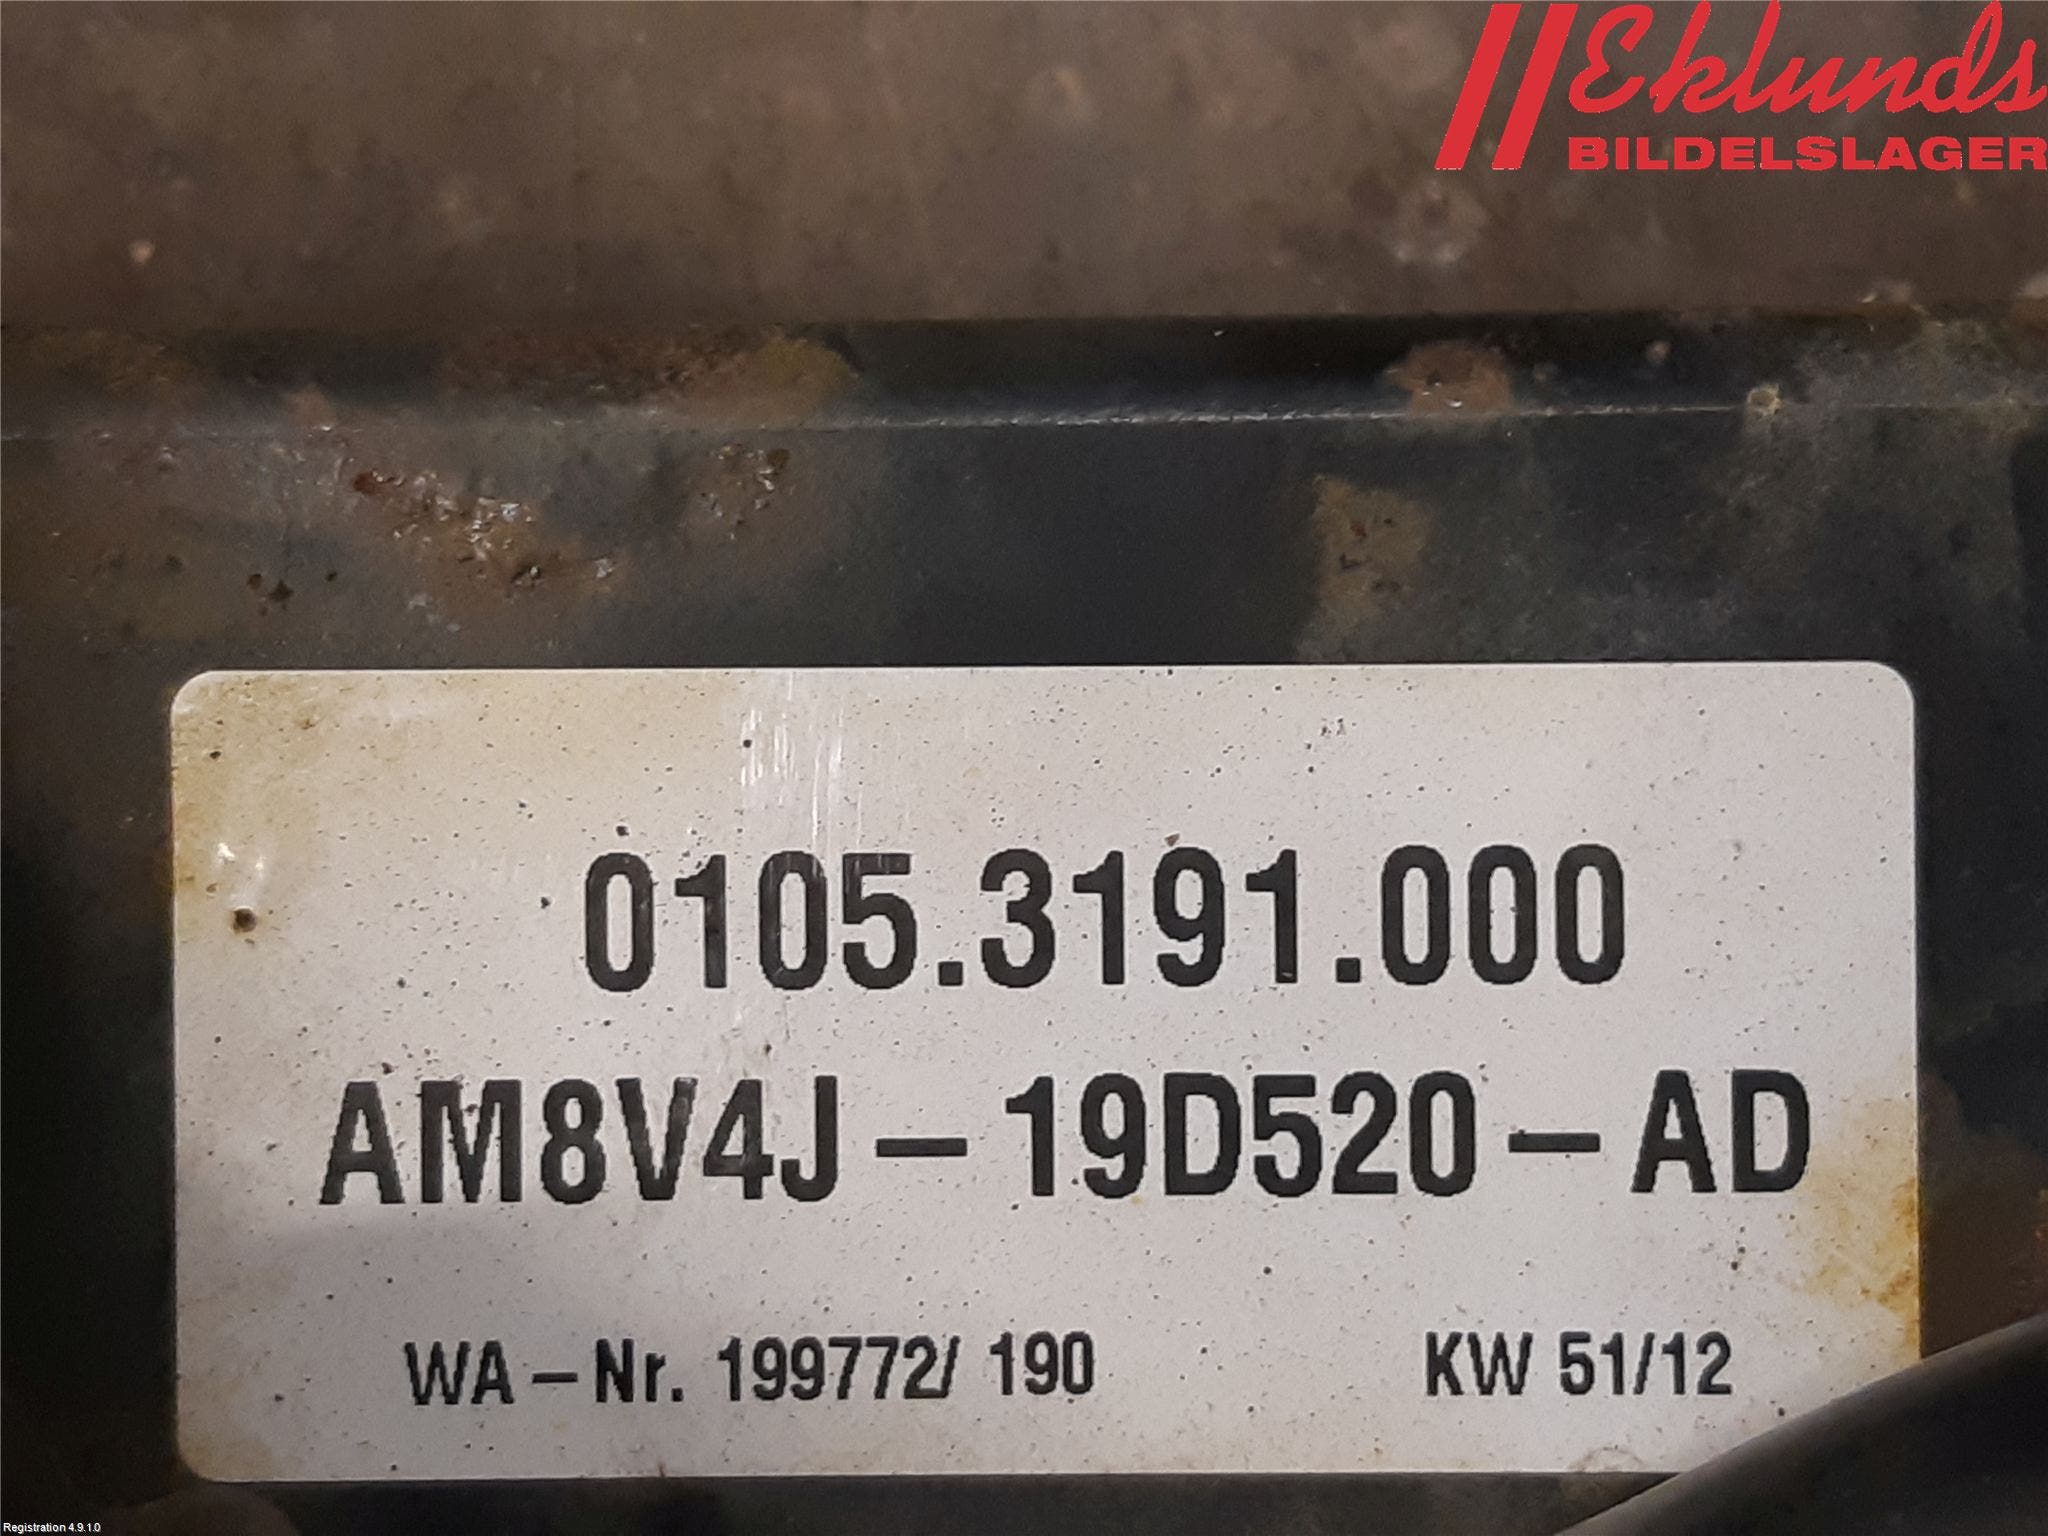 Eklunds
BILDELSLAGER
0105.3191.000
AM8V4J-19D520-AD
WA-Nr. 199772/ 190
KW 51/12
Registration 4.9.1.0